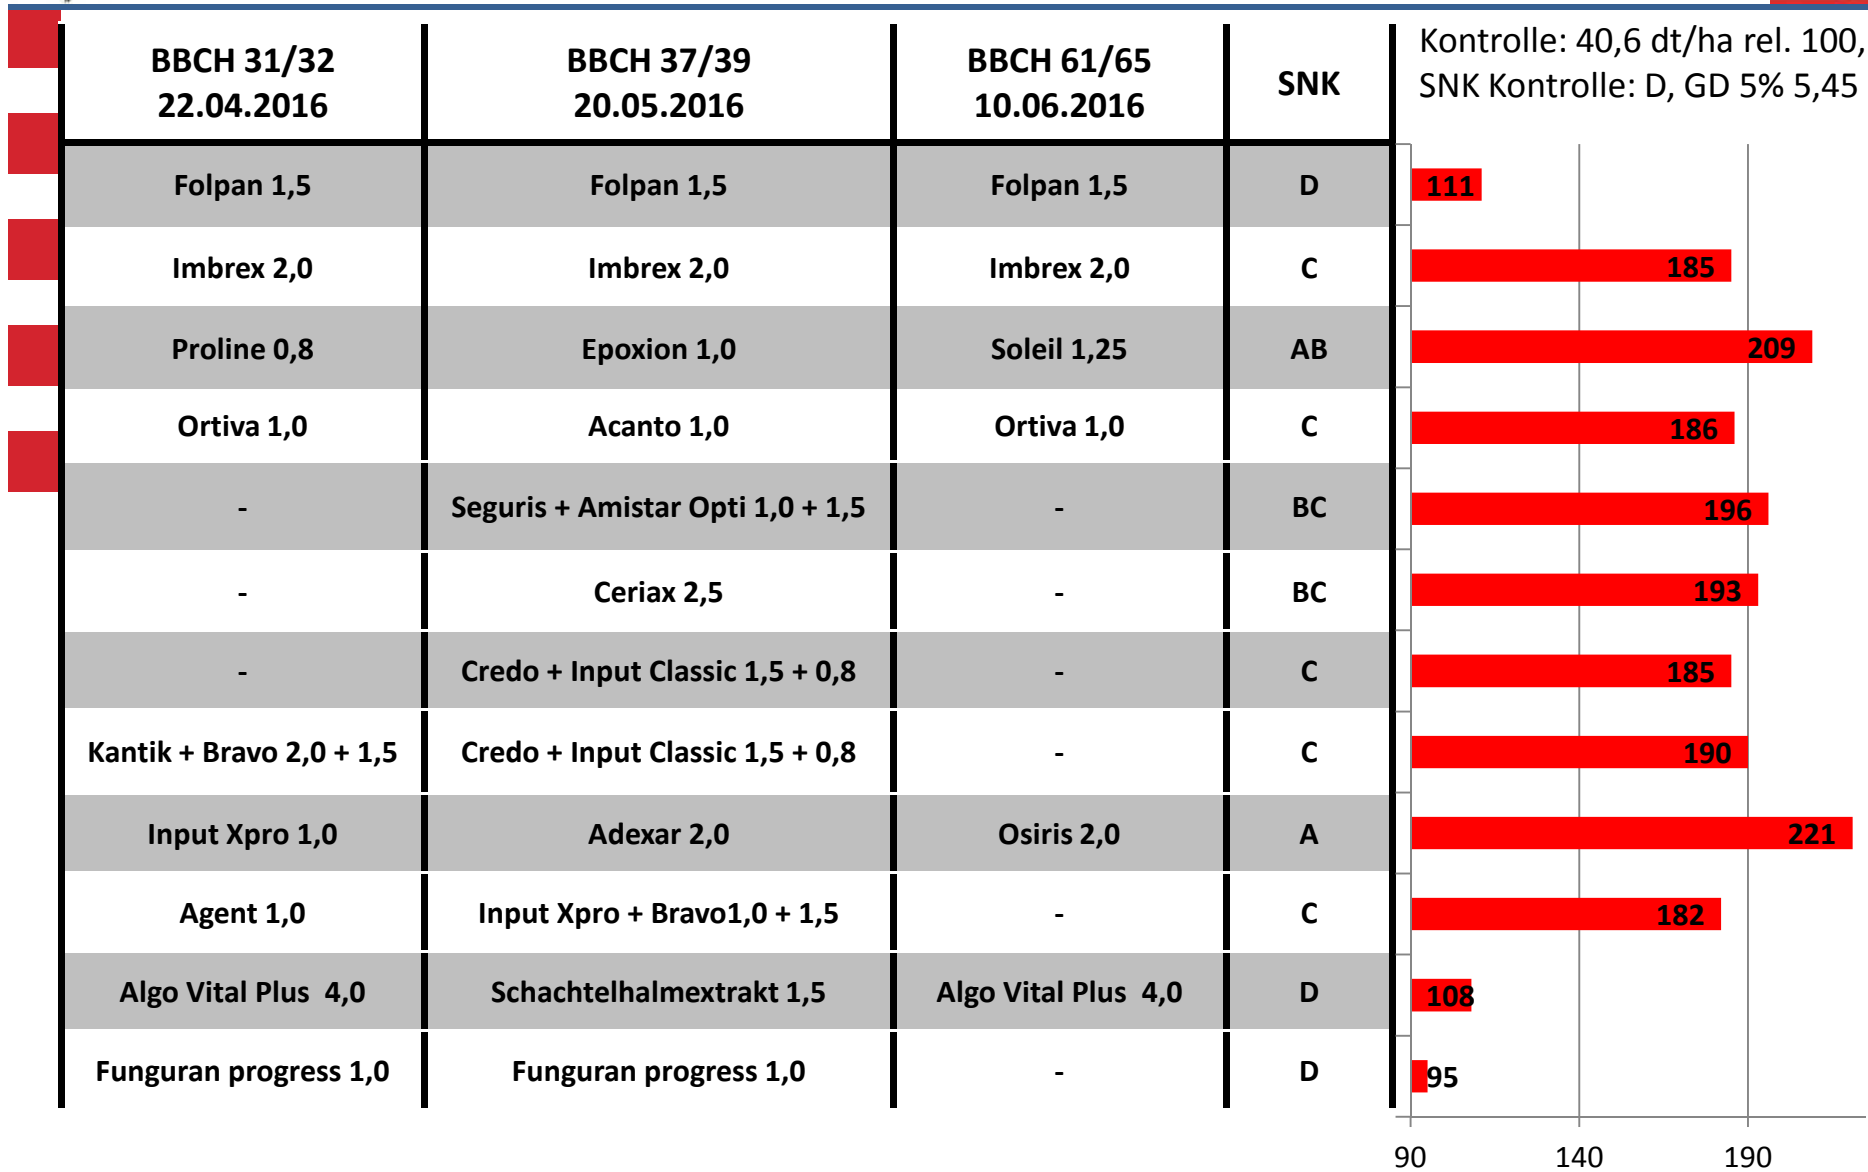 BBCH 31/32
22.04.2016
BBCH 37/39
20.05.2016
BBCH 61/65
10.06.2016
SNK
Kontrolle: 40,6 dt/ha rel. 100,
SNK Kontrolle: D, GD 5% 5,45
Folpan 1,5 Folpan 1,5 Folpan 1,5 D 111
Imbrex 2,0 Imbrex 2,0 Imbrex 2,0 C 185
Proline 0,8 Epoxion 1,0 Soleil 1,25 AB 209
Ortiva 1,0 Acanto 1,0 Ortiva 1,0 C 186
- Seguris + Amistar Opti 1,0 + 1,5 - BC 196
- Ceriax 2,5 - BC 193
- Credo + Input Classic 1,5 + 0,8 - C 185
Kantik + Bravo 2,0 + 1,5 Credo + Input Classic 1,5 + 0,8 - C 190
Input Xpro 1,0 Adexar 2,0 Osiris 2,0 A 221
Agent 1,0 Input Xpro + Bravo1,0 + 1,5 - C 182
Algo Vital Plus  4,0 Schachtelhalmextrakt 1,5 Algo Vital Plus  4,0 D 108
Funguran progress 1,0 Funguran progress 1,0 - D 95
90 140 190